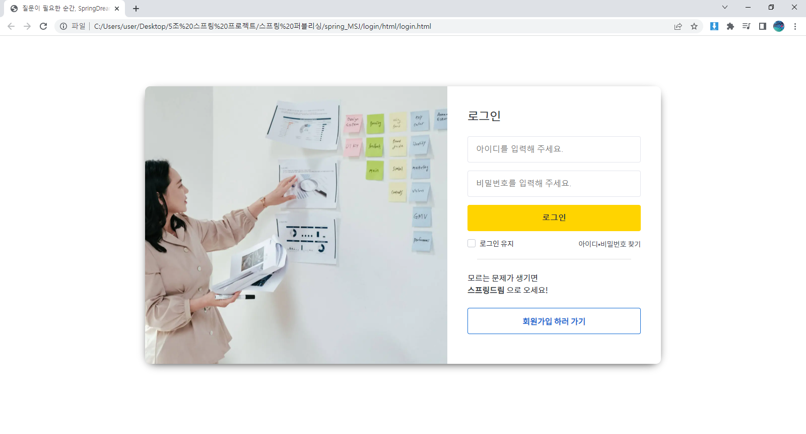 질문이 필요한 순간, SpringDrea
파일
C:/Users/user/Desktop/5조%20스프링%20프로젝트/스프링%20퍼블리싱/spring_MSJ/login/html/login.html
로그인
아이디를 입력해 주세요.
비밀번호를 입력해 주세요.
로그인
로그인 유지
아이디•비밀번호 찾기
모르는 문제가 생기면
스프링드림 으로 오세요!
회원가입 하러 가기